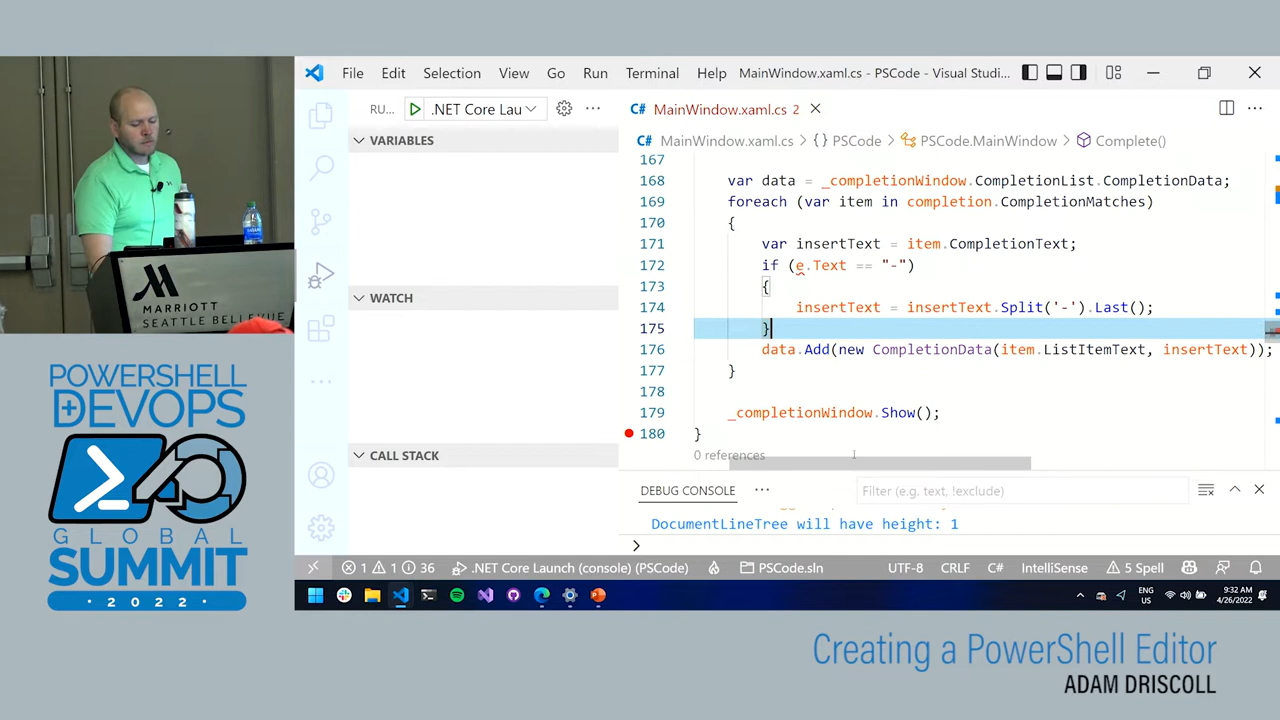 File Edit Selection View Go Run Terminal Help MainWindow.xaml.cs - PSCode - Visual Studi...
RU... .NET Core Lau
C# MainWindow.xaml.cs 2
VARIABLES
MainWindow.xaml.cs > {} PSCode > PSCode.MainWindow > Complete()
167
168 var data = _completionWindow.CompletionList.CompletionData;
169 foreach (var item in completion.CompletionMatches)
170 {
171 var insertText = item.CompletionText;
172 if (e.Text == "-")
173 {
174 insertText = insertText.Split('-').Last();
175 }
176 data.Add(new CompletionData(item.ListItemText, insertText));
177 }
178
179 _completionWindow.Show();
180 }
0 references
WATCH
CALL STACK
DEBUG CONSOLE ... Filter (e.g. text, !exclude)
DocumentLineTree will have height: 1
>
1 1 36 .NET Core Launch (console) (PSCode) PSCode.sln UTF-8 CRLF C# IntelliSense 5 Spell
ENG
US
9:32 AM
4/26/2022
MARRIOTT
SEATTLE BELLEVUE
POWERSHELL
+DEVOPS
GLOBAL
SUMMIT
· 2022 ·
Creating a PowerShell Editor
ADAM DRISCOLL